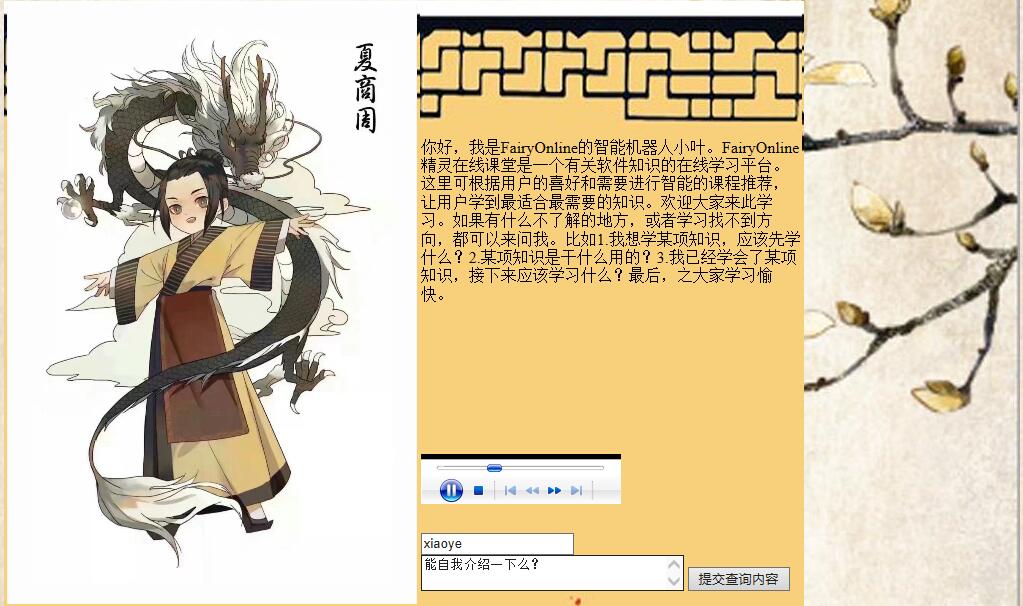 夏商周
你好，我是FairyOnline的智能机器人小叶。FairyOnline
精灵在线课堂是一个有关软件知识的在线学习平台。
这里可根据用户的喜好和需要进行智能的课程推荐，
让用户学到最适合最需要的知识。欢迎大家来此学
习。如果有什么不了解的地方，或者学习找不到方
向，都可以来问我。比如1.我想学某项知识，应该先学
什么？2.某项知识是干什么用的？3.我已经学会了某项
知识，接下来应该学习什么？最后，之大家学习愉
快。
xiaoye
能自我介绍一下么？
提交查询内容